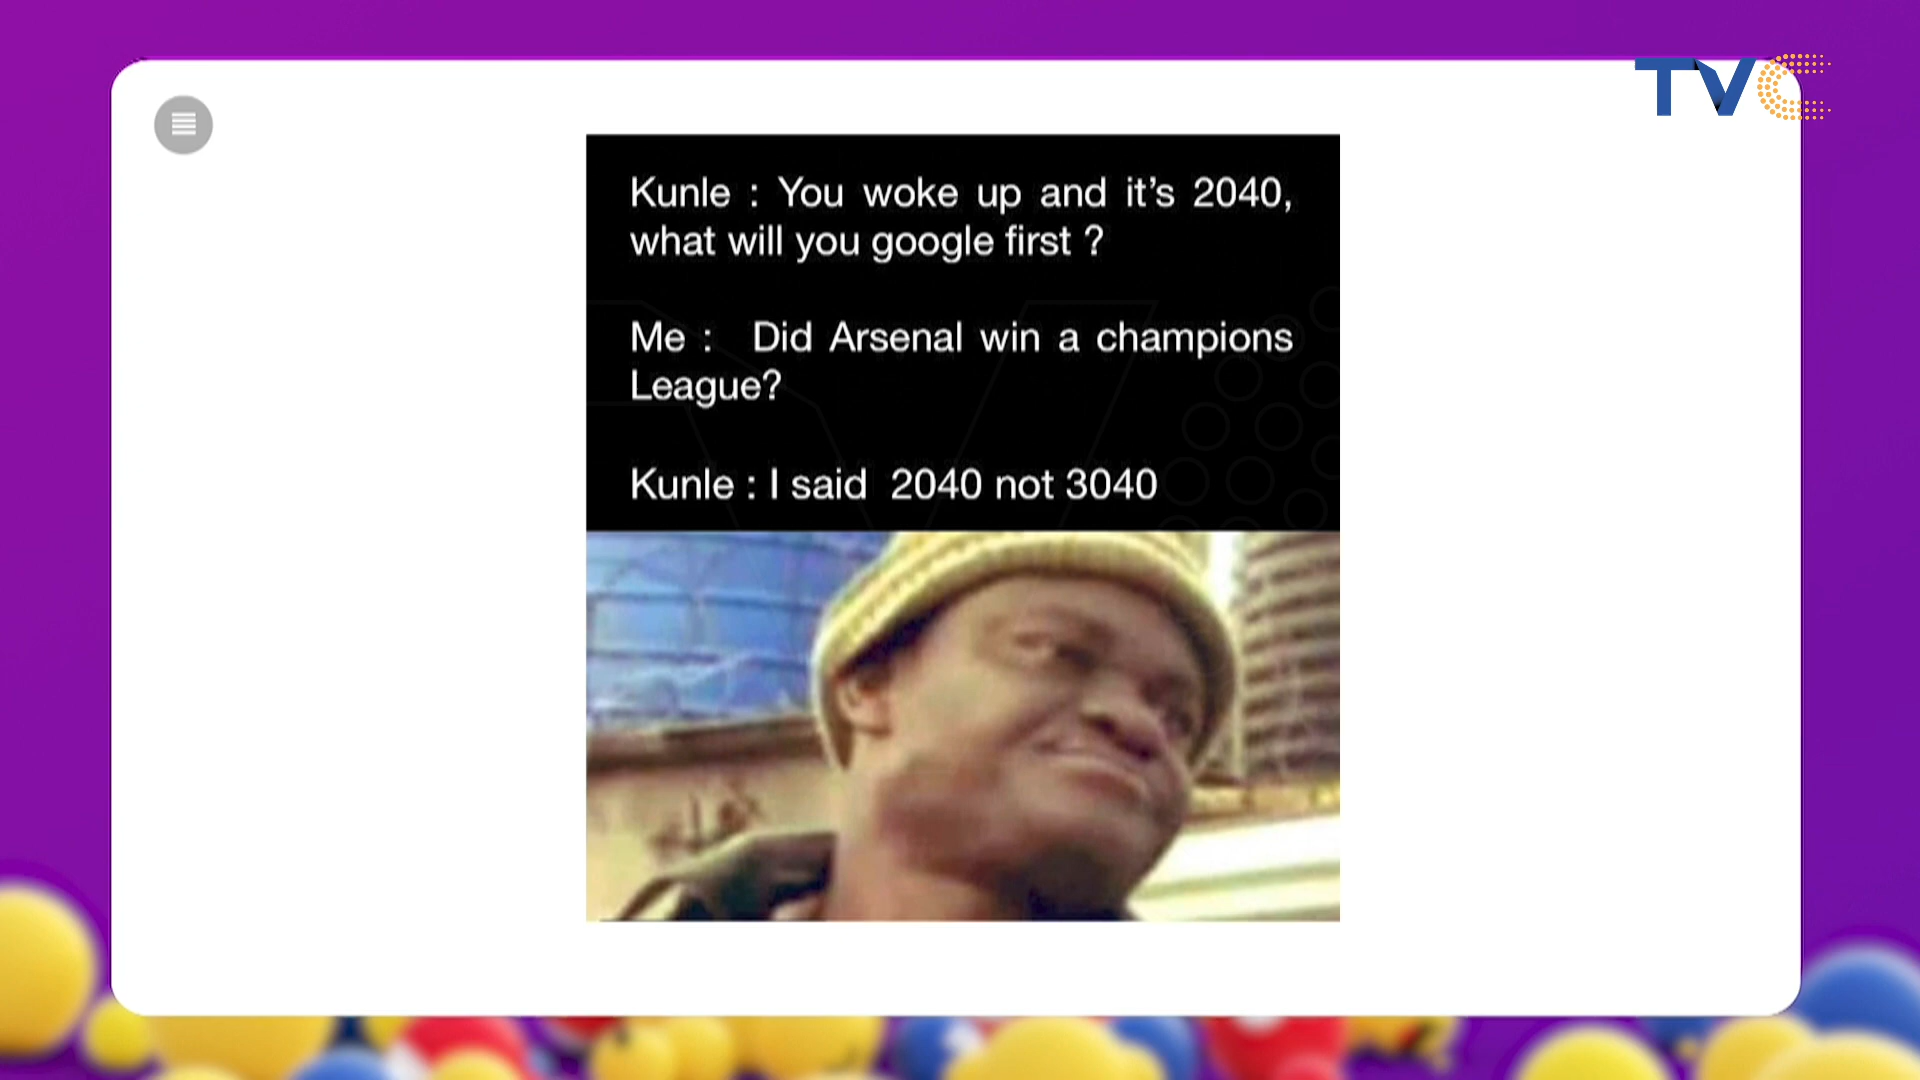 TVC
Kunle : You woke up and it’s 2040,
what will you google first ?
Me : Did Arsenal win a champions
League?
Kunle : I said 2040 not 3040